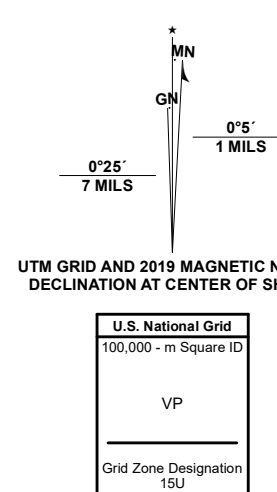 ★
MN
GN
0°5´
1 MILS
0°25´
7 MILS
UTM GRID AND 2019 MAGNETIC
DECLINATION AT CENTER OF
U.S. National Grid
100,000 - m Square ID
VP
Grid Zone Designation
15U